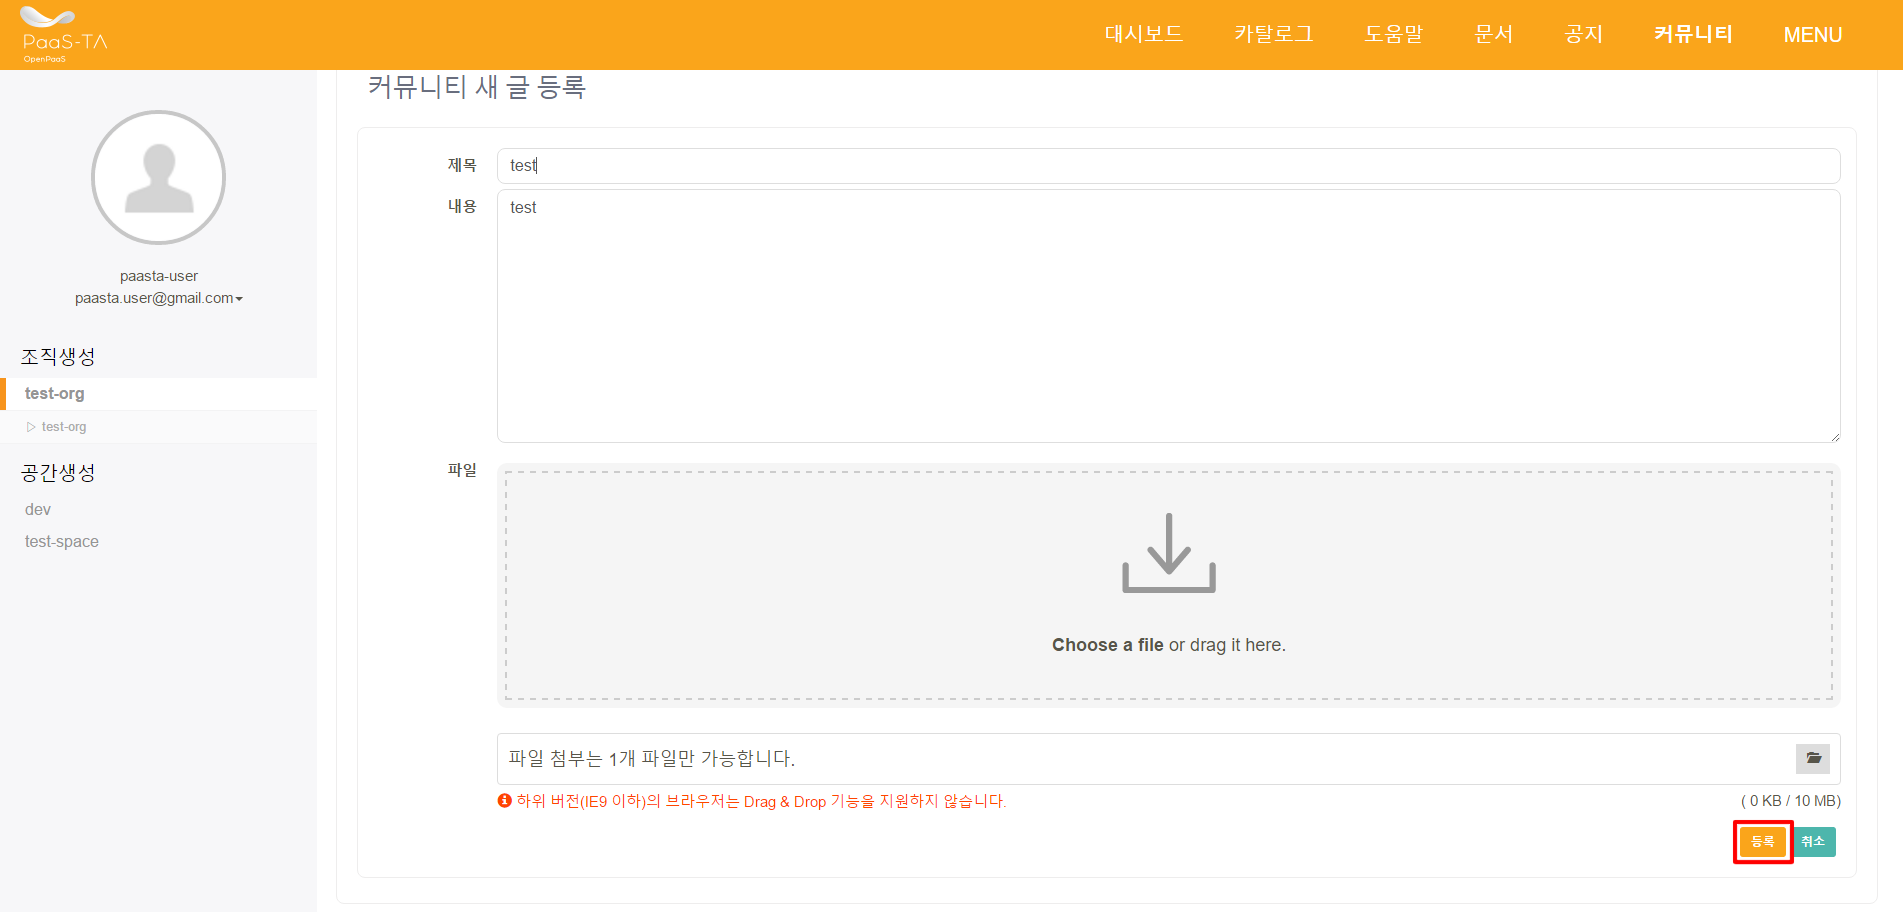 PaaS-TA
OpenPaaS
대시보드 카탈로그 도움말 문서 공지 커뮤니티 MENU
paasta-user
paasta.user@gmail.com
조직생성
test-org
test-org
공간생성
dev
test-space
커뮤니티 새 글 등록
제목 test
내용 test
파일
Choose a file or drag it here.
파일 첨부는 1개 파일만 가능합니다.
하위 버전(IE9 이하)의 브라우저는 Drag & Drop 기능을 지원하지 않습니다. ( 0 KB / 10 MB)
등록 취소